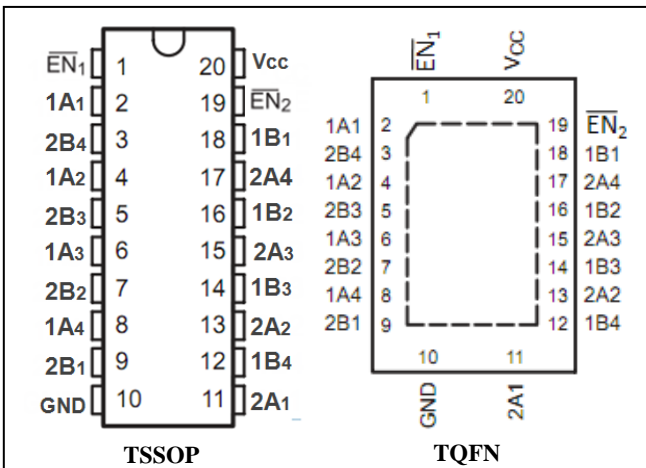 E̅N̅₁ 1 20 Vcc
1A₁ 2 19 E̅N̅₂
2B₄ 3 18 1B₁
1A₂ 4 17 2A₄
2B₃ 5 16 1B₂
1A₃ 6 15 2A₃
2B₂ 7 14 1B₃
1A₄ 8 13 2A₂
2B₁ 9 12 1B₄
GND 10 11 2A₁
TSSOP
E̅N̅₁ VCC
1 20
1A1 2 19 E̅N̅₂
2B4 3 18 1B1
1A2 4 17 2A4
2B3 5 16 1B2
1A3 6 15 2A3
2B2 7 14 1B3
1A4 8 13 2A2
2B1 9 12 1B4
10 11
GND 2A1
TQFN